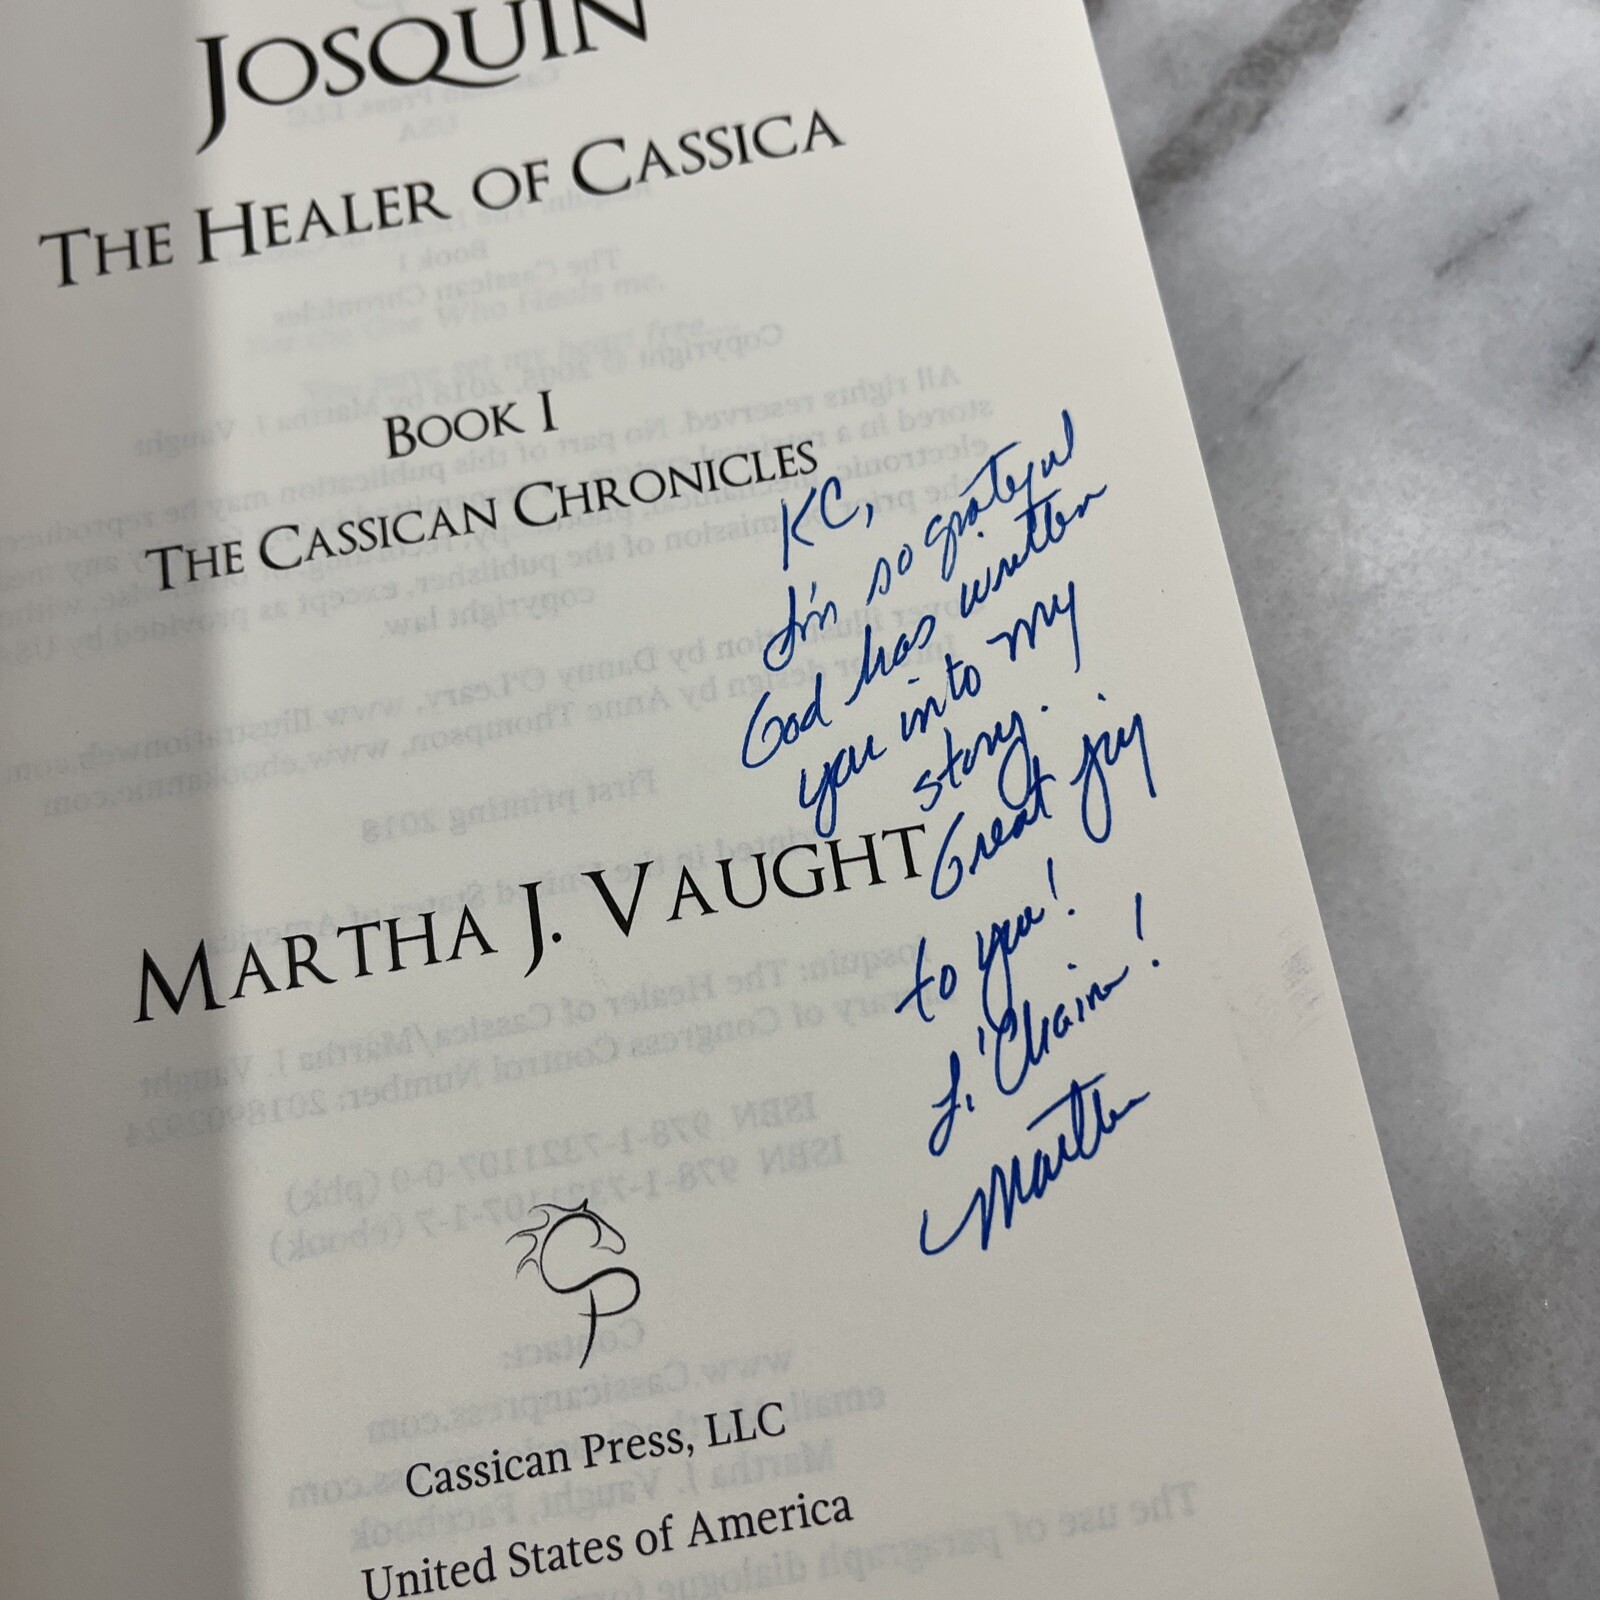 JOSQUIN
THE HEALER OF CASSICA
BOOK I
THE CASSICAN CHRONICLES
KC,
I'm so grateful
God has written
you into my
story.
Great joy
to you!
L'Chaim!
Martha
MARTHA J. VAUGHT
Cassican Press, LLC
United States of America